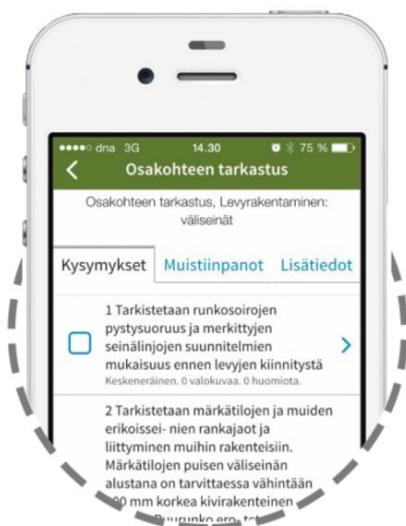 dna 3G 14.30 75 %
Osakohteen tarkastus
Osakohteen tarkastus, Levyrakentaminen:
väliseinät
Kysymykset Muistiinpanot Lisätiedot
1 Tarkistetaan runkosoirojen
pystysuoruus ja merkittyjen
seinälinjojen suunnitelmien
mukaisuus ennen levyjen kiinnitystä
Keskeneräinen. 0 valokuvaa. 0 huomiota.
2 Tarkistetaan märkätilojen ja muiden
erikoissei- nien rankajaot ja
liittyminen muihin rakenteisiin.
Märkätilojen puisen väliseinän
alustana on tarvittaessa vähintään
mm korkea kivirakenteinen